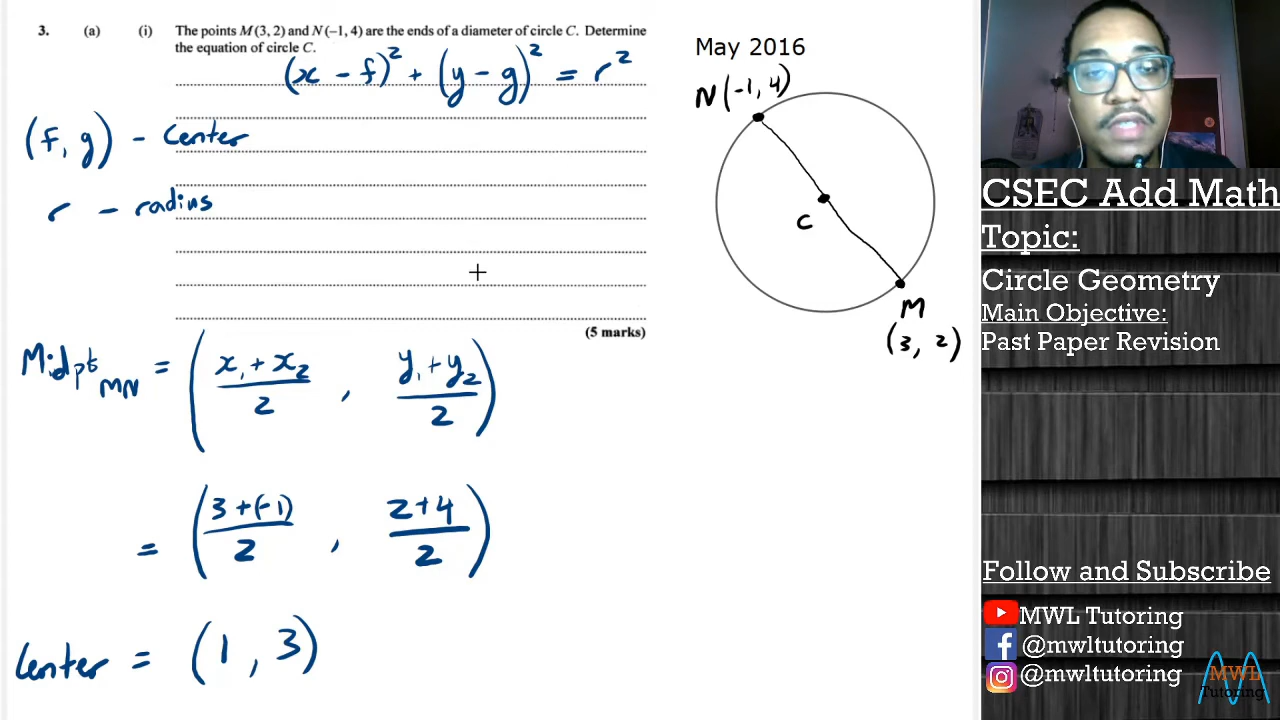 3. (a) (i) The points M(3, 2) and N(−1, 4) are the ends of a diameter of circle C. Determine
the equation of circle C.
(x - f)² + (y - g)² = r²
(f, g) - Center
r - radius
(5 marks)
Midpt MN = ( x₁ + x₂ / 2 , y₁ + y₂ / 2 )
= ( 3 + (-1) / 2 , 2 + 4 / 2 )
Center = (1, 3)
May 2016
N(-1, 4)
C
M
(3, 2)
CSEC Add Math
Topic:
Circle Geometry
Main Objective:
Past Paper Revision
Follow and Subscribe
MWL Tutoring
@mwltutoring
@mwltutoring
MWL
Tutoring